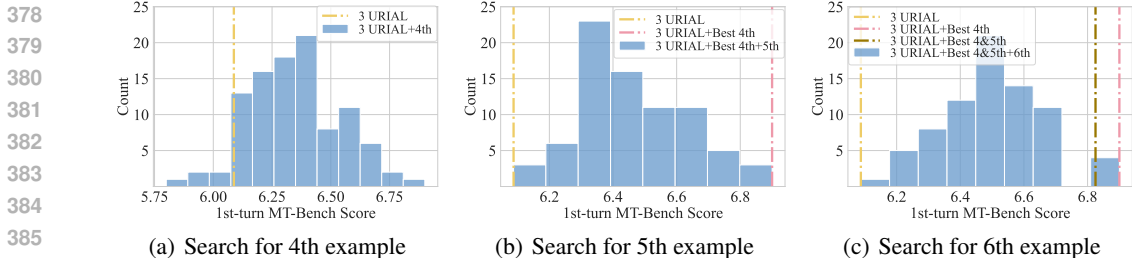 378
379
380
381
382
383
384
385
25
20
15
10
5
Count
5.75
6.00
6.25
6.50
6.75
1st-turn MT-Bench Score
3 URIAL
3 URIAL+4th
(a) Search for 4th example
25
20
15
10
5
Count
6.2
6.4
6.6
6.8
1st-turn MT-Bench Score
3 URIAL
3 URIAL+Best 4th
3 URIAL+Best 4th+5th
(b) Search for 5th example
25
20
15
10
5
Count
6.2
6.4
6.6
6.8
1st-turn MT-Bench Score
3 URIAL
3 URIAL+Best 4th
3 URIAL+Best 4&5th
3 URIAL+Best 4&5th+6th
(c) Search for 6th example